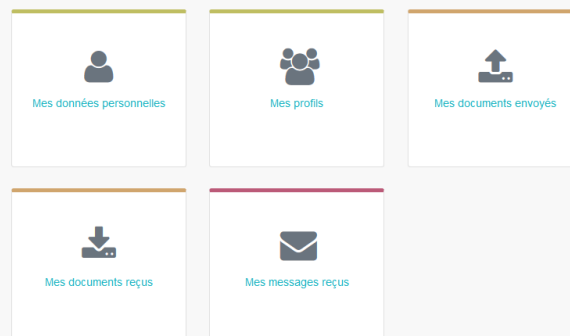 Mes données personnelles
Mes profils
Mes documents envoyés
Mes documents reçus
Mes messages reçus